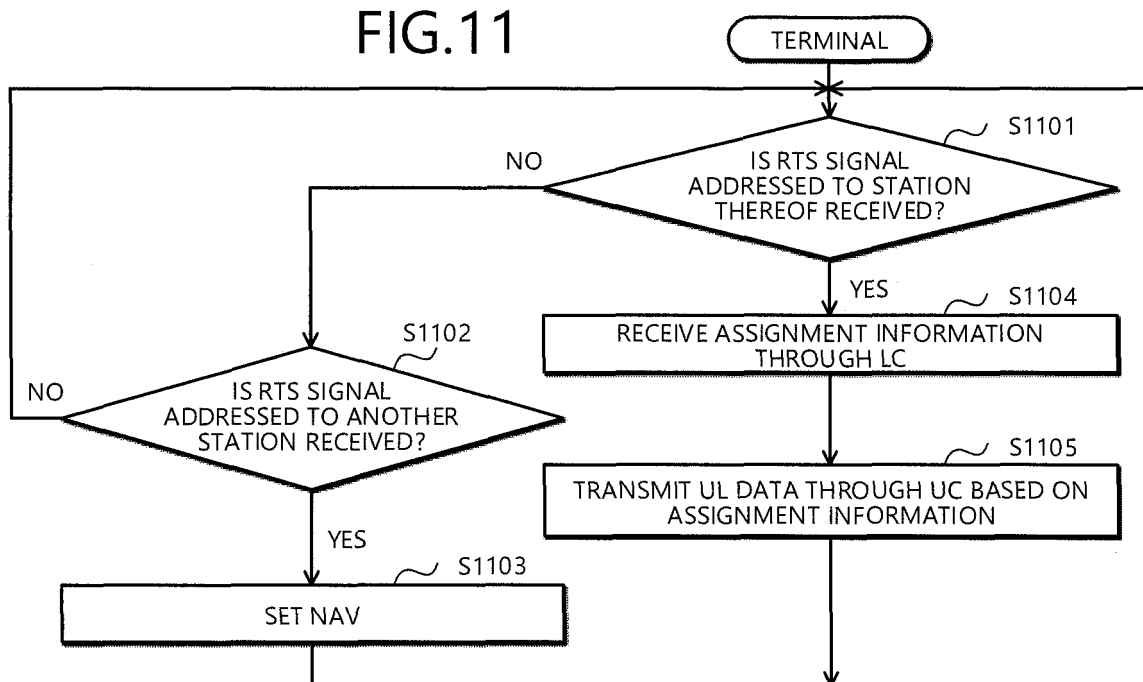 FIG.11
TERMINAL
S1101
IS RTS SIGNAL
ADDRESSED TO STATION
THEREOF RECEIVED?
NO
YES
S1104
RECEIVE ASSIGNMENT INFORMATION
THROUGH LC
S1102
IS RTS SIGNAL
ADDRESSED TO ANOTHER
STATION RECEIVED?
NO
YES
S1105
TRANSMIT UL DATA THROUGH UC BASED ON
ASSIGNMENT INFORMATION
S1103
SET NAV